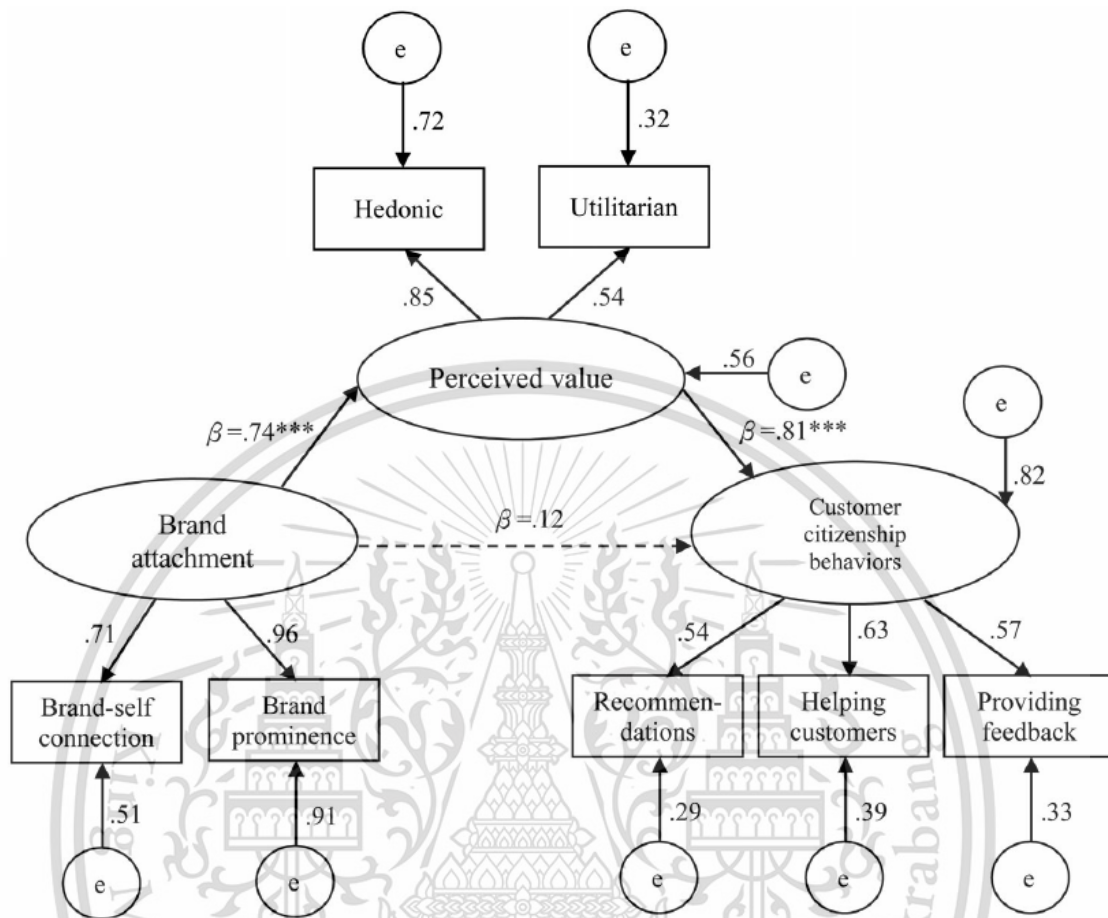 e
e
.72
.32
Hedonic
Utilitarian
.85
.54
Perceived value
.56
e
e
β=.74***
β=.81***
.82
Brand
attachment
β=.12
Customer
citizenship
behaviors
.71
.96
.54
.63
.57
Brand-self
connection
Brand
prominence
Recommen-
dations
Helping
customers
Providing
feedback
.51
.91
.29
.39
.33
e
e
e
e
e